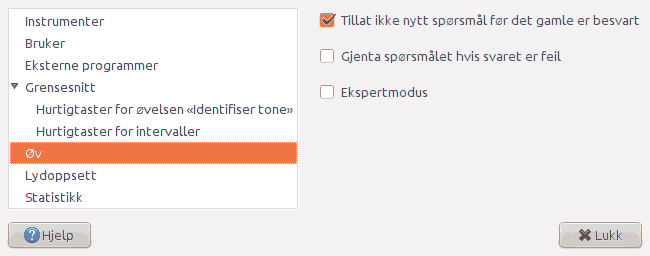 Instrumenter
Bruker
Eksterne programmer
Grensesnitt
Hurtigtaster for øvelsen «Identifiser tone»
Hurtigtaster for intervaller
Øv
Lydoppsett
Statistikk
Tillat ikke nytt spørsmål før det gamle er besvart
Gjenta spørsmålet hvis svaret er feil
Ekspertmodus
Hjelp
Lukk